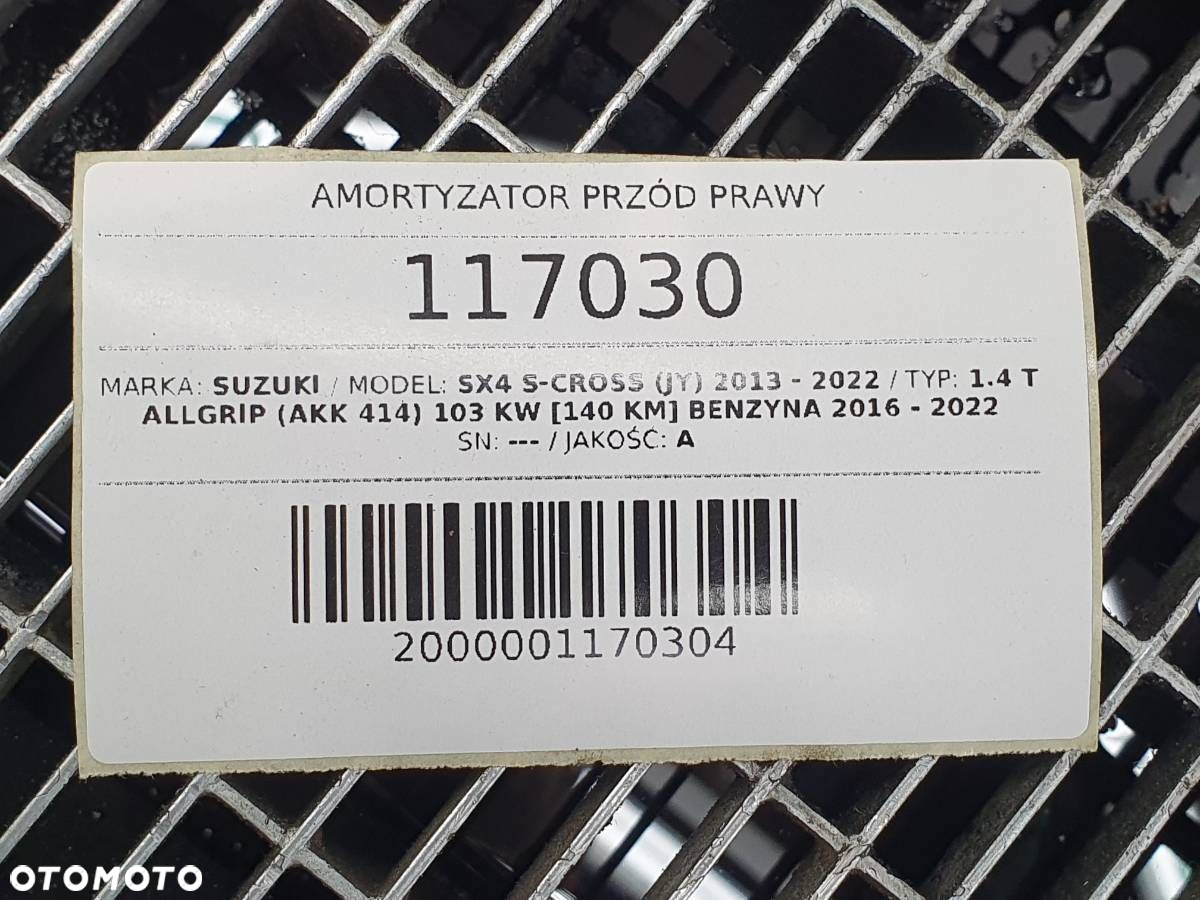 AMORTYZATOR PRZÓD PRAWY
117030
MARKA: SUZUKI / MODEL: SX4 S-CROSS (JY) 2013 - 2022 / TYP: 1.4 T
ALLGRIP (AKK 414) 103 KW [140 KM] BENZYNA 2016 - 2022
SN: --- / JAKOŚĆ: A
2000001170304
OTOMOTO